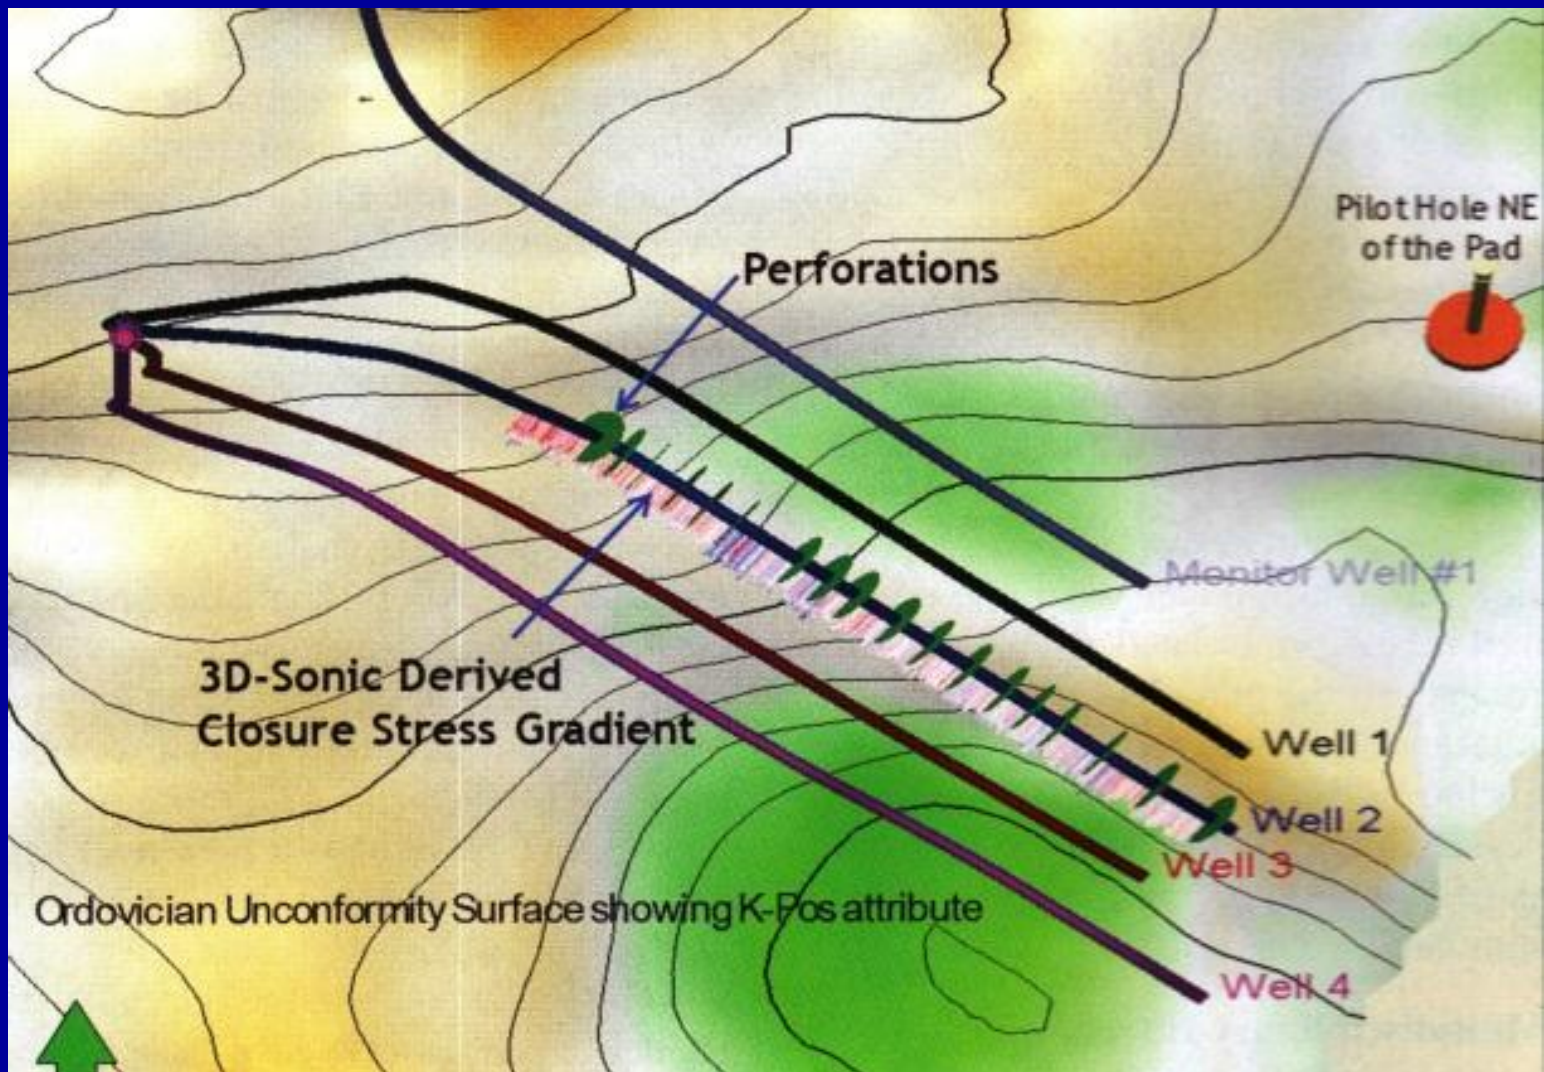 Pilot Hole NE
of the Pad
Perforations
Monitor Well #1
3D-Sonic Derived
Closure Stress Gradient
Well 1
Well 2
Well 3
Ordovician Unconformity Surface showing K-Pos attribute
Well 4